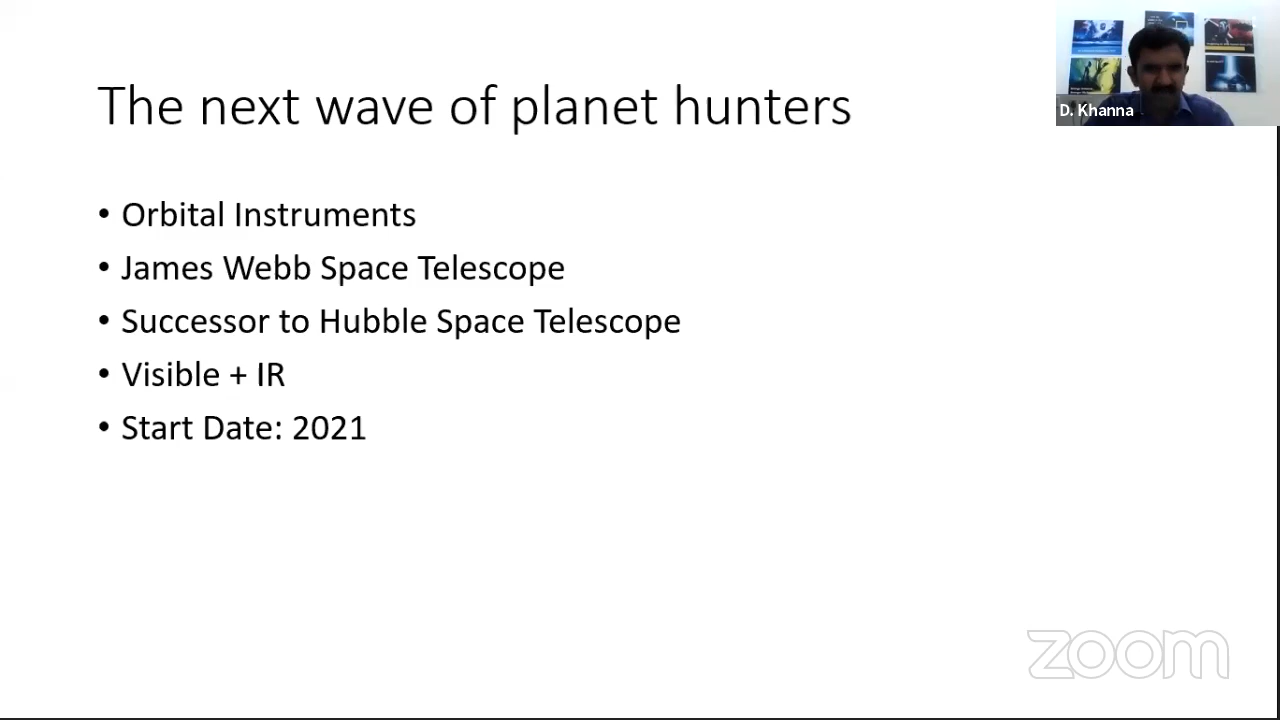 The next wave of planet hunters
• Orbital Instruments
• James Webb Space Telescope
• Successor to Hubble Space Telescope
• Visible + IR
• Start Date: 2021
D. Khanna
zoom